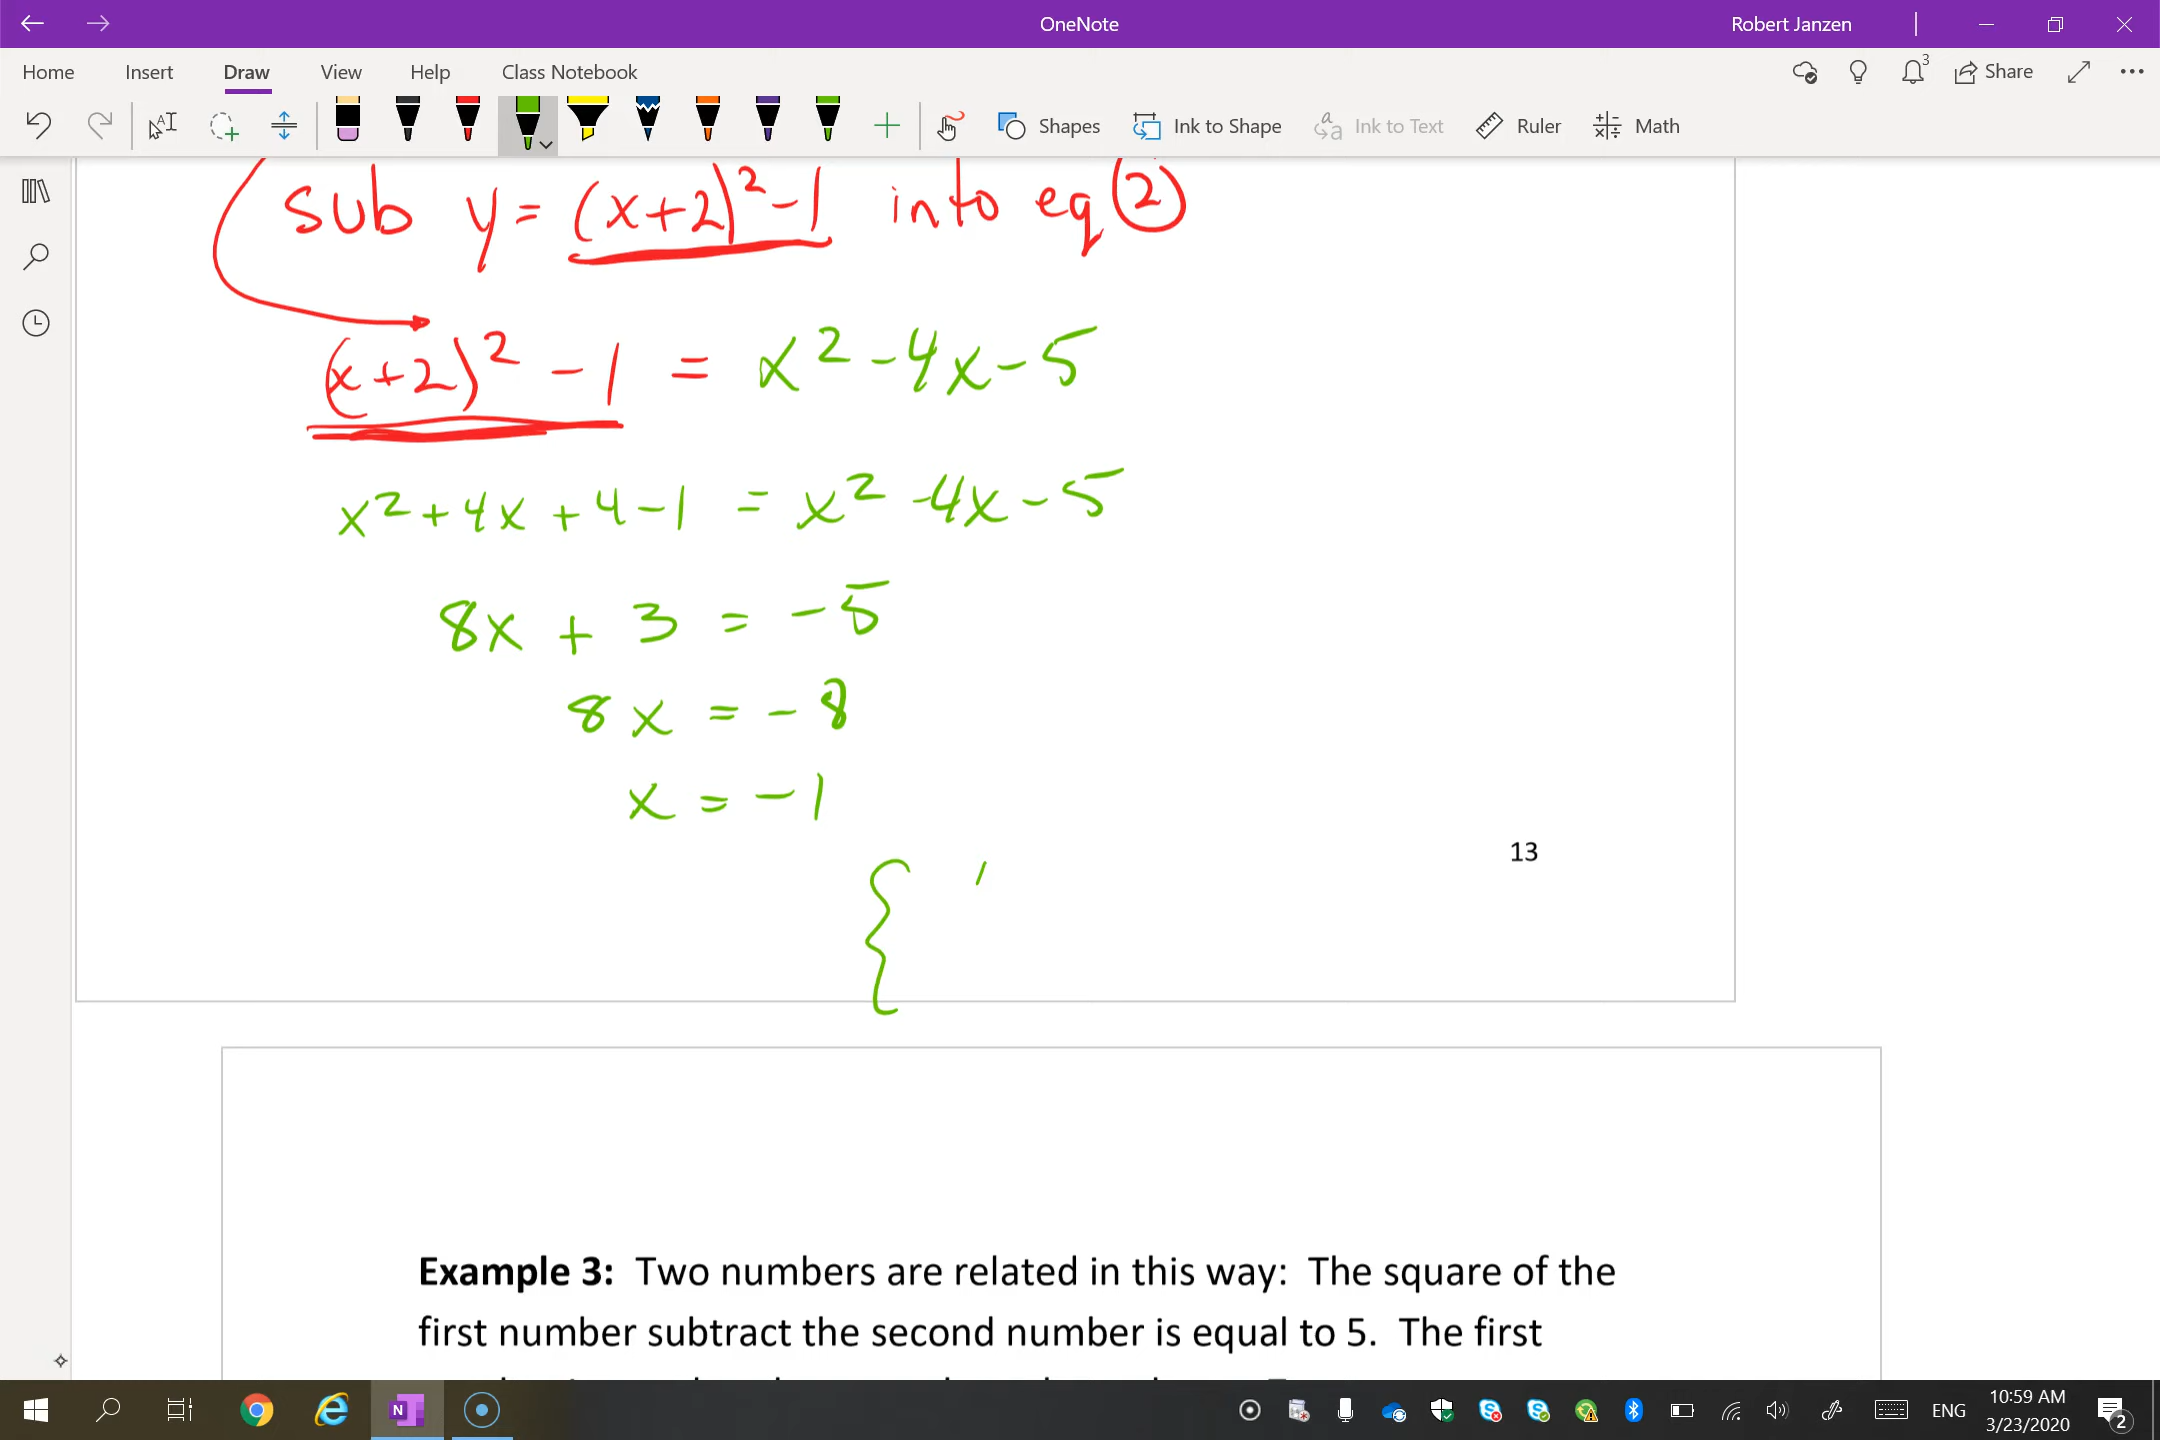 OneNote
Robert Janzen
Home Insert Draw View Help Class Notebook
3
Share
Shapes Ink to Shape Ink to Text Ruler Math
sub y = (x+2)² - 1 into eq ②
(x+2)² - 1 = x² - 4x - 5
x² + 4x + 4 - 1 = x² - 4x - 5
8x + 3 = -5
8x = -8
x = -1
13
{
Example 3: Two numbers are related in this way: The square of the
first number subtract the second number is equal to 5. The first
ENG
10:59 AM
3/23/2020
2